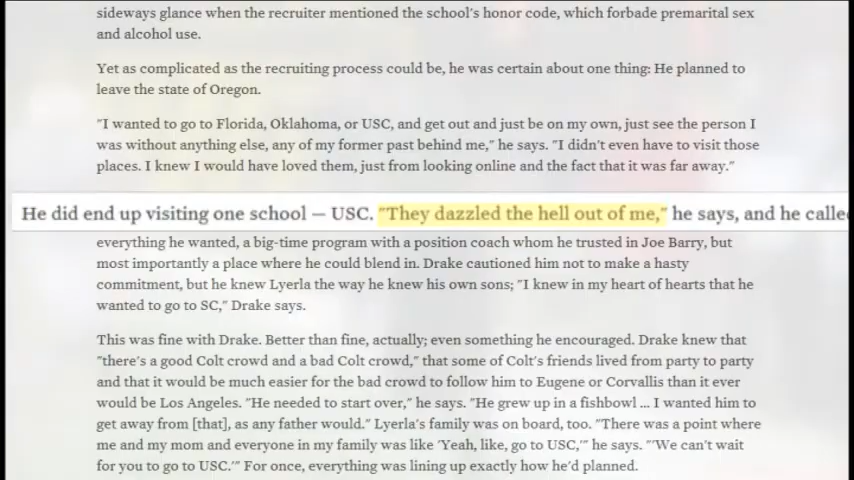 sideways glance when the recruiter mentioned the school's honor code, which forbade premarital sex
and alcohol use.
Yet as complicated as the recruiting process could be, he was certain about one thing: He planned to
leave the state of Oregon.
"I wanted to go to Florida, Oklahoma, or USC, and get out and just be on my own, just see the person I
was without anything else, any of my former past behind me," he says. "I didn't even have to visit those
places. I knew I would have loved them, just from looking online and the fact that it was far away."
He did end up visiting one school — USC. "They dazzled the hell out of me," he says, and he calle
everything he wanted, a big-time program with a position coach whom he trusted in Joe Barry, but
most importantly a place where he could blend in. Drake cautioned him not to make a hasty
commitment, but he knew Lyerla the way he knew his own sons; "I knew in my heart of hearts that he
wanted to go to SC," Drake says.
This was fine with Drake. Better than fine, actually; even something he encouraged. Drake knew that
"there's a good Colt crowd and a bad Colt crowd," that some of Colt's friends lived from party to party
and that it would be much easier for the bad crowd to follow him to Eugene or Corvallis than it ever
would be Los Angeles. "He needed to start over," he says. "He grew up in a fishbowl ... I wanted him to
get away from [that], as any father would." Lyerla's family was on board, too. "There was a point where
me and my mom and everyone in my family was like 'Yeah, like, go to USC,'" he says. "'We can't wait
for you to go to USC.'" For once, everything was lining up exactly how he'd planned.